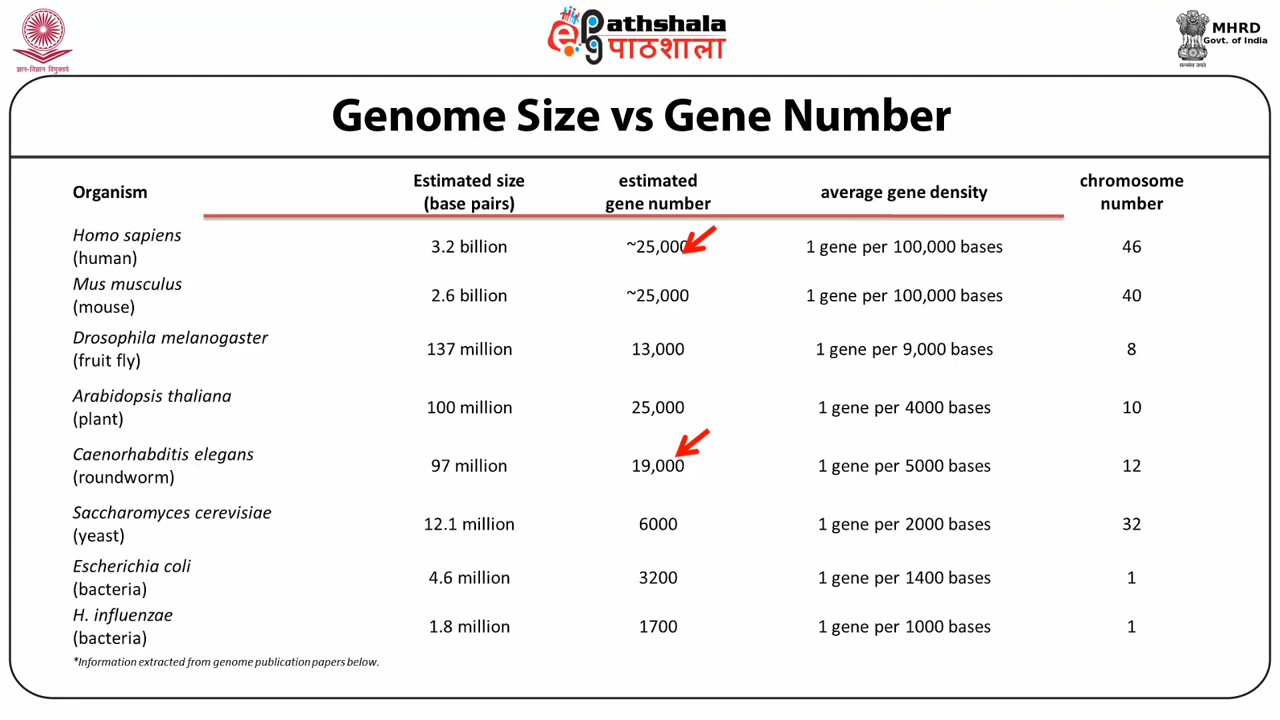 ज्ञान-विज्ञान विमुक्तये
epg Pathshala
पाठशाला
MHRD
Govt. of India
सत्यमेव जयते
Genome Size vs Gene Number
Organism
Estimated size
(base pairs)
estimated
gene number
average gene density
chromosome
number
Homo sapiens
(human)
3.2 billion
~25,000
1 gene per 100,000 bases
46
Mus musculus
(mouse)
2.6 billion
~25,000
1 gene per 100,000 bases
40
Drosophila melanogaster
(fruit fly)
137 million
13,000
1 gene per 9,000 bases
8
Arabidopsis thaliana
(plant)
100 million
25,000
1 gene per 4000 bases
10
Caenorhabditis elegans
(roundworm)
97 million
19,000
1 gene per 5000 bases
12
Saccharomyces cerevisiae
(yeast)
12.1 million
6000
1 gene per 2000 bases
32
Escherichia coli
(bacteria)
4.6 million
3200
1 gene per 1400 bases
1
H. influenzae
(bacteria)
1.8 million
1700
1 gene per 1000 bases
1
*Information extracted from genome publication papers below.